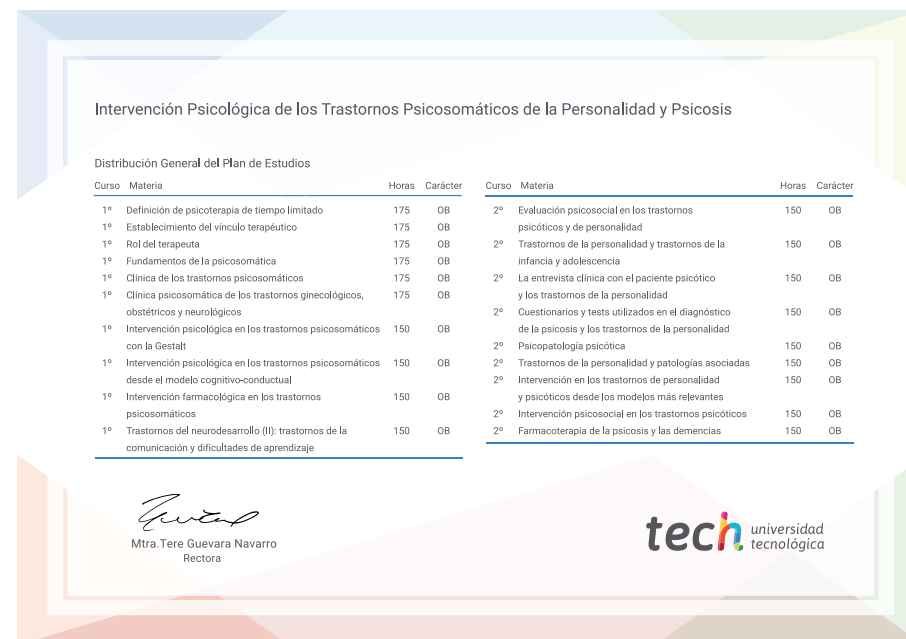 Intervención Psicológica de los Trastornos Psicosomáticos de la Personalidad y Psicosis
Distribución General del Plan de Estudios
Curso Materia Horas Carácter
1º Definición de psicoterapia de tiempo limitado 175 OB
1º Establecimiento del vínculo terapéutico 175 OB
1º Rol del terapeuta 175 OB
1º Fundamentos de la psicosomática 175 OB
1º Clínica de los trastornos psicosomáticos 175 OB
1º Clínica psicosomática de los trastornos ginecológicos, 175 OB
obstétricos y neurológicos
1º Intervención psicológica en los trastornos psicosomáticos 150 OB
con la Gestalt
1º Intervención psicológica en los trastornos psicosomáticos 150 OB
desde el modelo cognitivo-conductual
1º Intervención farmacológica en los trastornos 150 OB
psicosomáticos
1º Trastornos del neurodesarrollo (II): trastornos de la 150 OB
comunicación y dificultades de aprendizaje
Curso Materia Horas Carácter
2º Evaluación psicosocial en los trastornos 150 OB
psicóticos y de personalidad
2º Trastornos de la personalidad y trastornos de la 150 OB
infancia y adolescencia
2º La entrevista clínica con el paciente psicótico 150 OB
y los trastornos de la personalidad
2º Cuestionarios y tests utilizados en el diagnóstico 150 OB
de la psicosis y los trastornos de la personalidad
2º Psicopatología psicótica 150 OB
2º Trastornos de la personalidad y patologías asociadas 150 OB
2º Intervención en los trastornos de personalidad 150 OB
y psicóticos desde los modelos más relevantes
2º Intervención psicosocial en los trastornos psicóticos 150 OB
2º Farmacoterapia de la psicosis y las demencias 150 OB
Mtra.Tere Guevara Navarro
Rectora
tech universidad
tecnológica